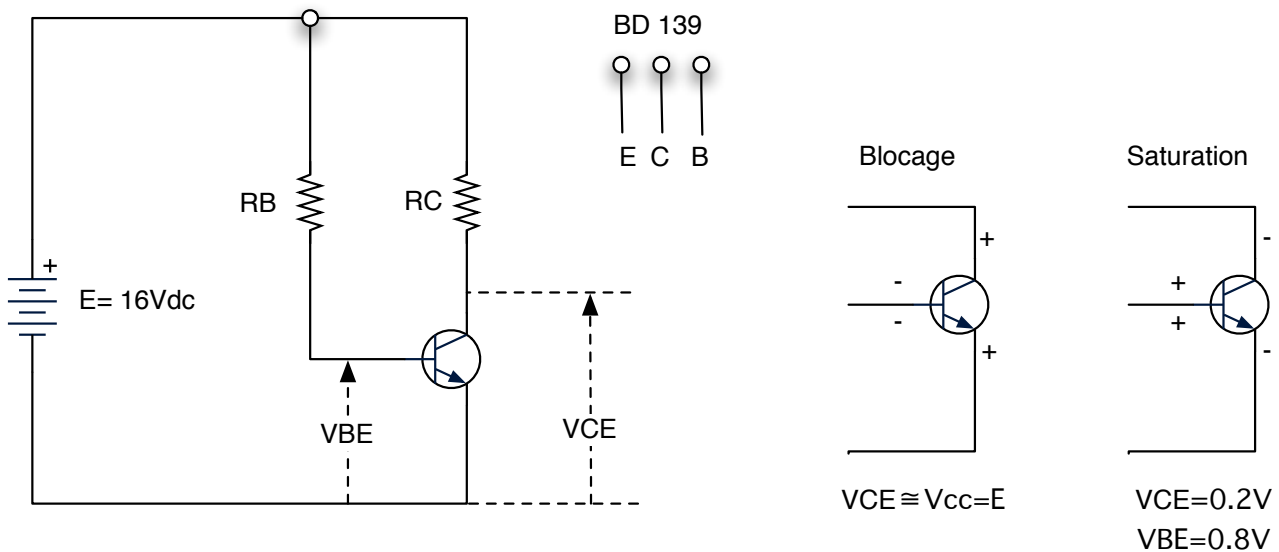 BD 139
E C B
Blocage
Saturation
RB
RC
+
E= 16Vdc
VBE
VCE
+
-
-
+
VCE≅Vcc=E
-
+
+
-
VCE=0.2V
VBE=0.8V